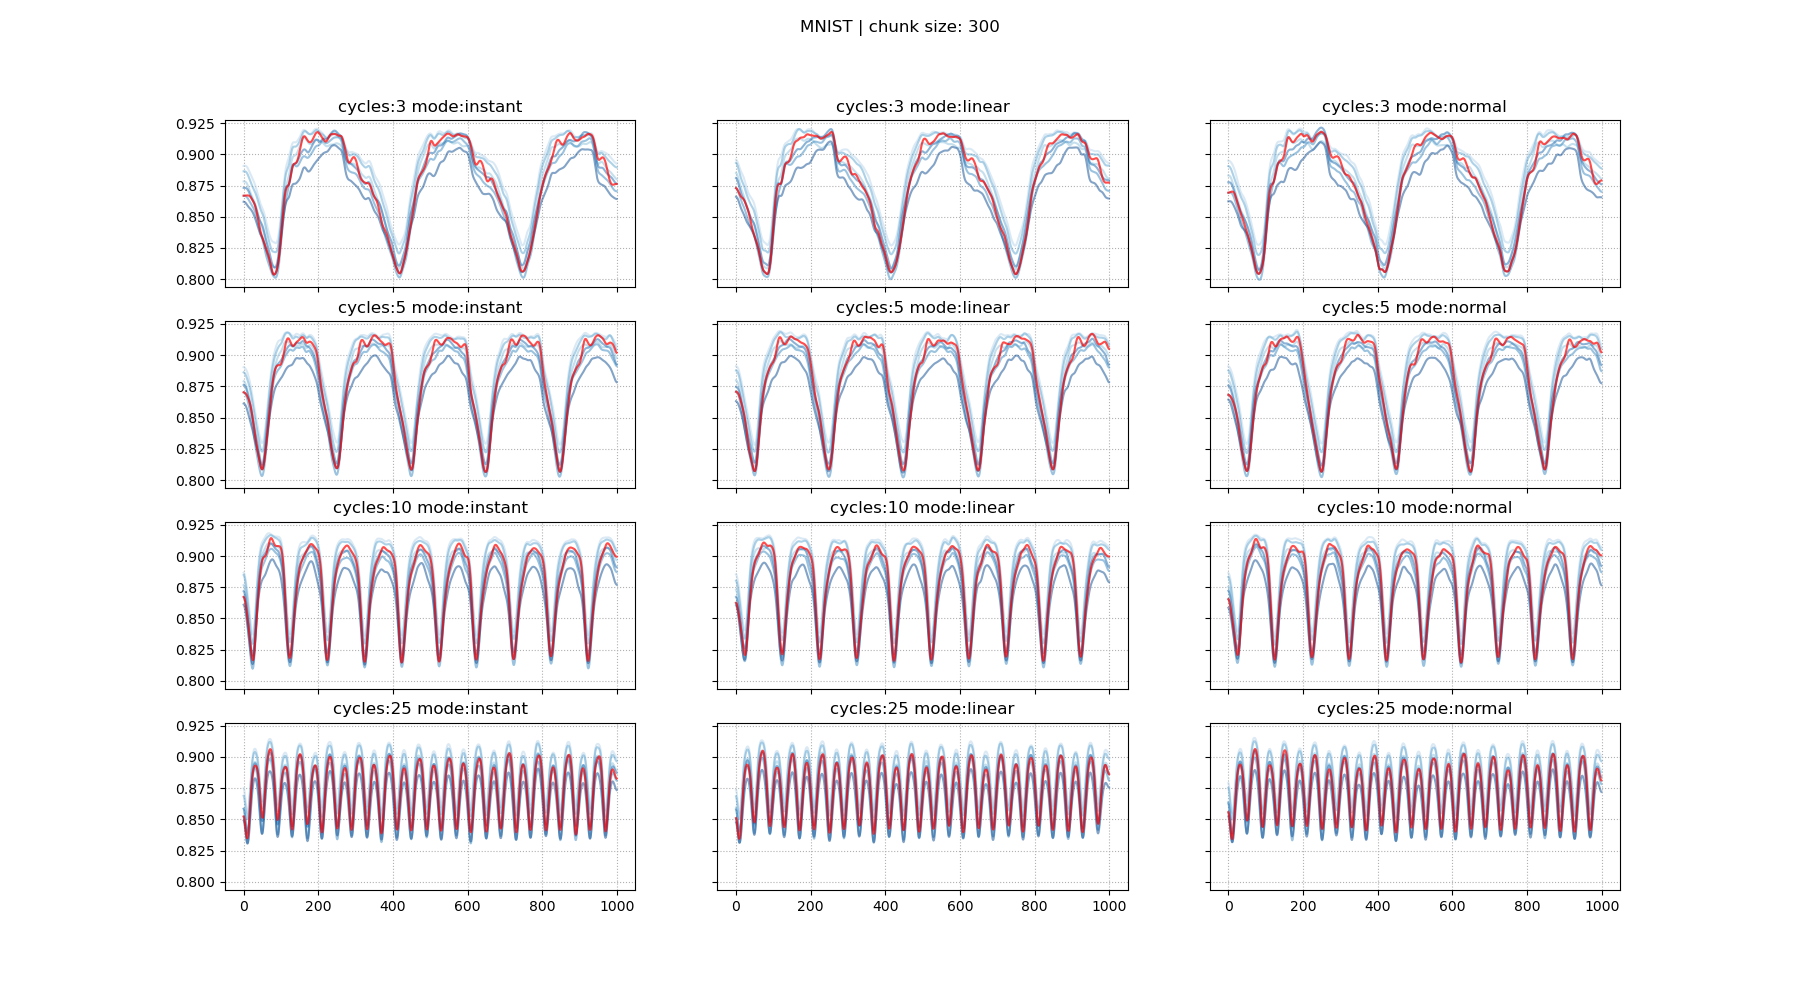 MNIST | chunk size: 300
cycles:3 mode:instant
cycles:3 mode:linear
cycles:3 mode:normal
0.925
0.900
0.875
0.850
0.825
0.800
cycles:5 mode:instant
cycles:5 mode:linear
cycles:5 mode:normal
0.925
0.900
0.875
0.850
0.825
0.800
cycles:10 mode:instant
cycles:10 mode:linear
cycles:10 mode:normal
0.925
0.900
0.875
0.850
0.825
0.800
cycles:25 mode:instant
cycles:25 mode:linear
cycles:25 mode:normal
0.925
0.900
0.875
0.850
0.825
0.800
0 200 400 600 800 1000
0 200 400 600 800 1000
0 200 400 600 800 1000